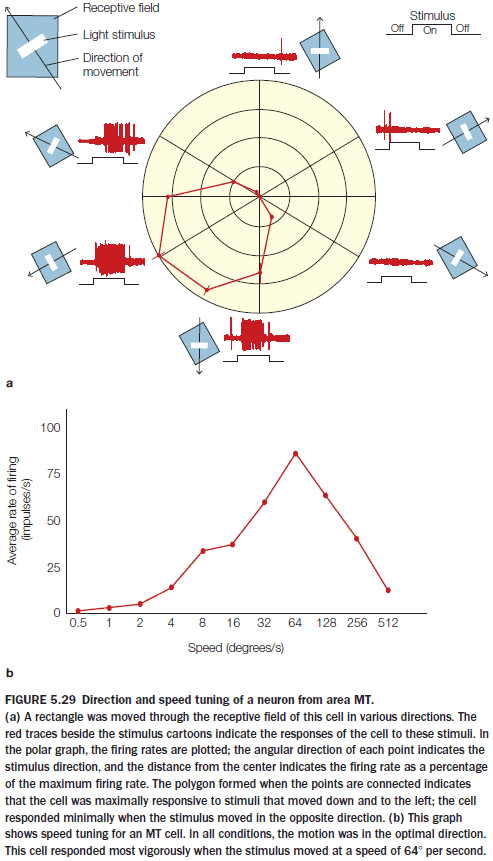 Receptive field
Light stimulus
Direction of
movement
Stimulus
Off On Off
a
100
75
50
25
0
Average rate of firing
(impulses/s)
0.5 1 2 4 8 16 32 64 128 256 512
Speed (degrees/s)
b
FIGURE 5.29 Direction and speed tuning of a neuron from area MT.
(a) A rectangle was moved through the receptive field of this cell in various directions. The
red traces beside the stimulus cartoons indicate the responses of the cell to these stimuli. In
the polar graph, the firing rates are plotted; the angular direction of each point indicates the
stimulus direction, and the distance from the center indicates the firing rate as a percentage
of the maximum firing rate. The polygon formed when the points are connected indicates
that the cell was maximally responsive to stimuli that moved down and to the left; the cell
responded minimally when the stimulus moved in the opposite direction. (b) This graph
shows speed tuning for an MT cell. In all conditions, the motion was in the optimal direction.
This cell responded most vigorously when the stimulus moved at a speed of 64° per second.